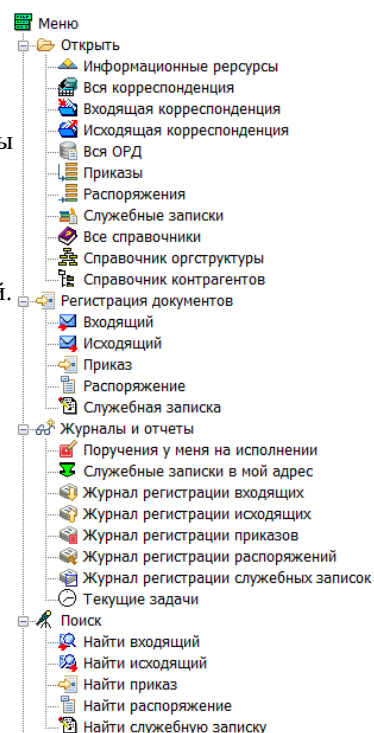 Меню
Открыть
Информационные рерсурсы
Вся корреспонденция
Входящая корреспонденция
Исходящая корреспонденция
ы
Вся ОРД
Приказы
Распоряжения
Служебные записки
Все справочники
Справочник оргструктуры
Справочник контрагентов
й.
Регистрация документов
Входящий
Исходящий
Приказ
Распоряжение
Служебная записка
Журналы и отчеты
Поручения у меня на исполнении
Служебные записки в мой адрес
Журнал регистрации входящих
Журнал регистрации исходящих
Журнал регистрации приказов
Журнал регистрации распоряжений
Журнал регистрации служебных записок
Текущие задачи
Поиск
Найти входящий
Найти исходящий
Найти приказ
Найти распоряжение
Найти служебную записку